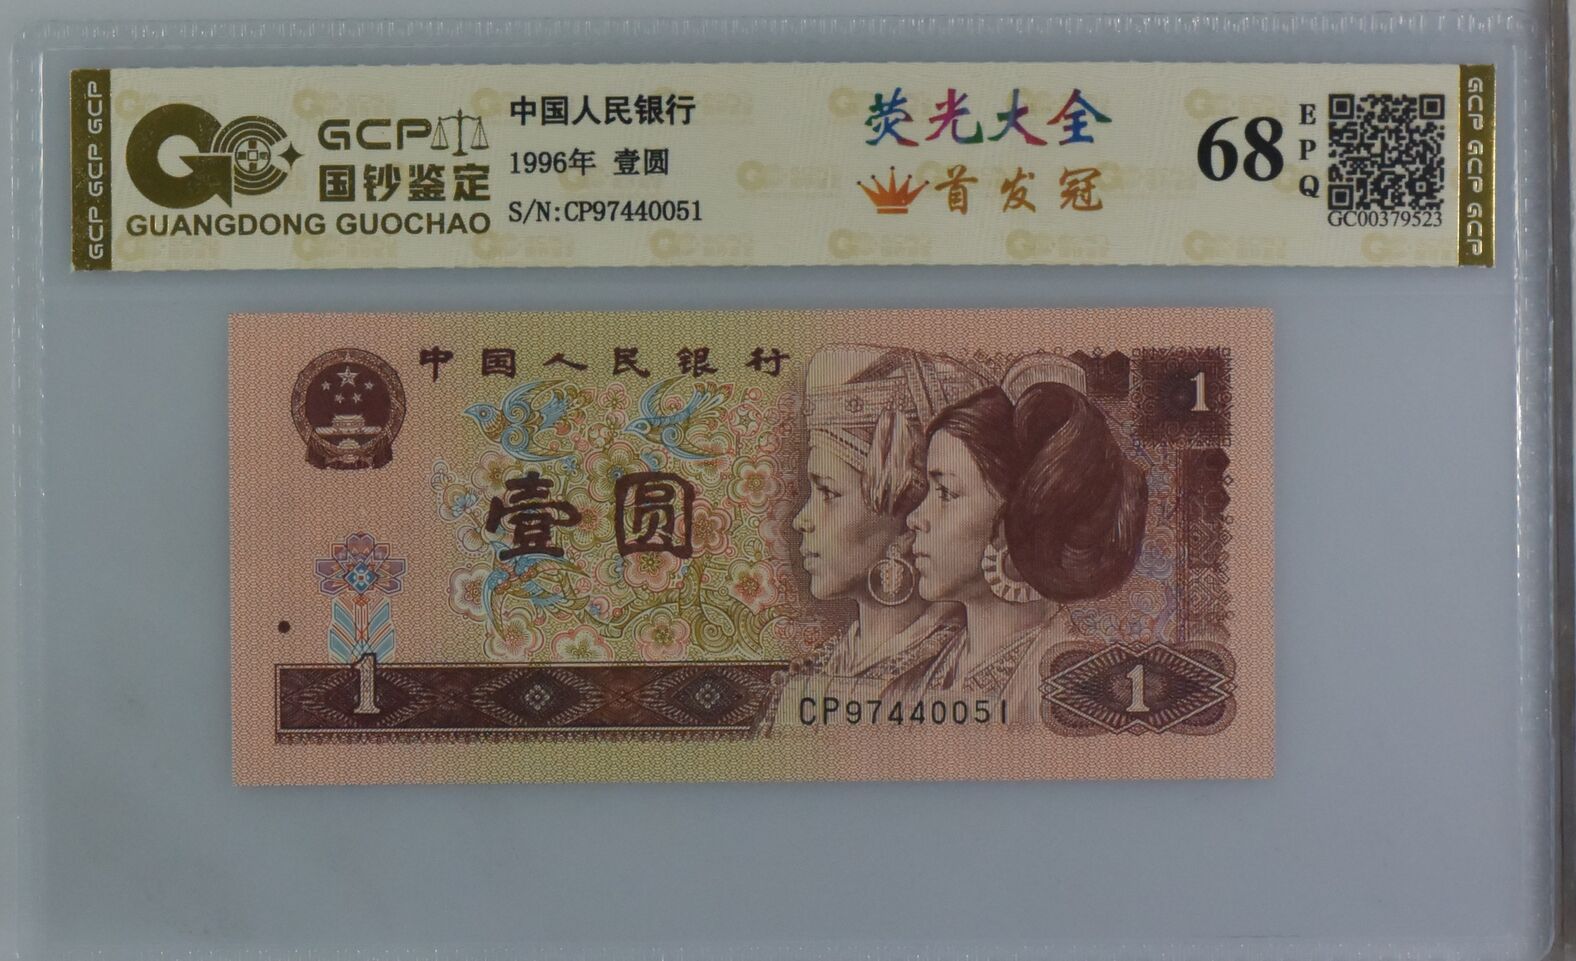 GCP GCP GCP
GCP
国钞鉴定
GUANGDONG GUOCHAO
中国人民银行
1996年 壹圆
S/N:CP97440051
荧光大全
首发冠
68
EPQ
GC00379523
GCP GCP GCP
中国人民银行
1
壹圆
1
CP97440051
1